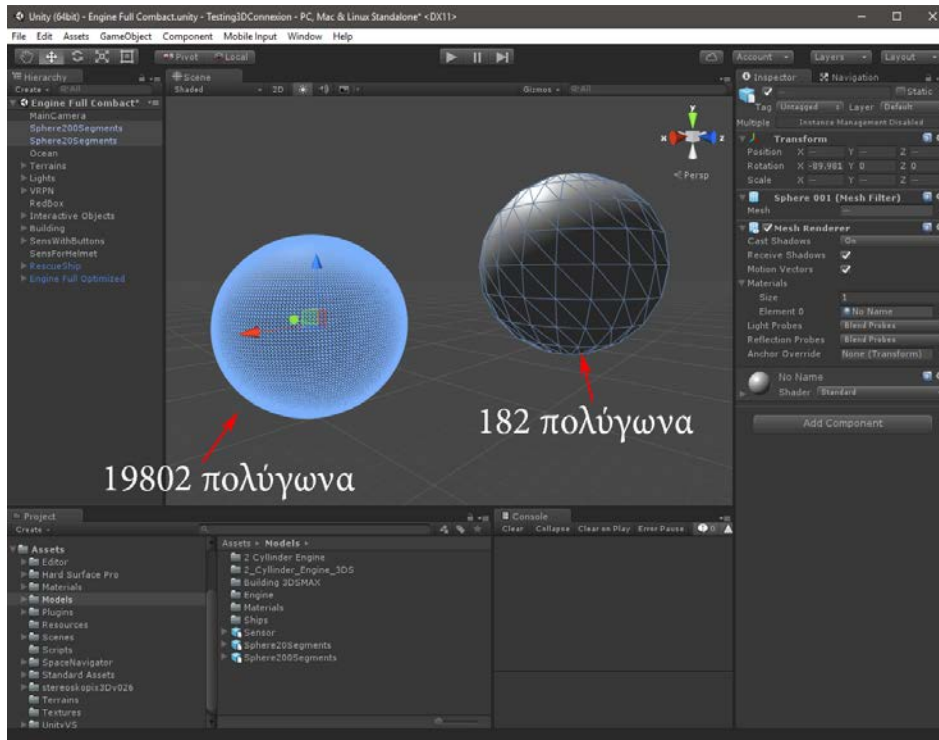 Unity (64bit) - Engine Full Combact.unity - Testing3DConnexion - PC, Mac & Linux Standalone* <DX11>
File Edit Assets GameObject Component Mobile Input Window Help
Pivot Local Account Layers Layout
Hierarchy
Create All
Engine Full Combact*
MainCamera
Sphere200Segments
Sphere20Segments
Ocean
Terrains
Lights
VRPN
RedBox
Interactive Objects
Building
SensWithButtons
SensForHelmet
RescueShip
Engine Full Optimized
Scene
Shaded 2D Gizmos All
y
x z
Persp
19802 πολύγωνα
182 πολύγωνα
Inspector Navigation
Static
Tag Untagged Layer Default
Multiple Instance Management Disabled
Transform
Position X — Y — Z —
Rotation X -89.981 Y 0 Z 0
Scale X — Y — Z —
Sphere 001 (Mesh Filter)
Mesh —
Mesh Renderer
Cast Shadows On
Receive Shadows
Motion Vectors
Materials
Size 1
Element 0 No Name
Light Probes Blend Probes
Reflection Probes Blend Probes
Anchor Override None (Transform)
No Name
Shader Standard
Add Component
Project
Create
Assets
Editor
Hard Surface Pro
Materials
Models
Plugins
Resources
Scenes
Scripts
SpaceNavigator
Standard Assets
stereoskopix3Dv026
Terrains
Textures
UnityVS
Assets Models
2 Cyllinder Engine
2_Cyllinder_Engine_3DS
Building 3DSMAX
Engine
Materials
Ships
Sensor
Sphere20Segments
Sphere200Segments
Console
Clear Collapse Clear on Play Error Pause 0